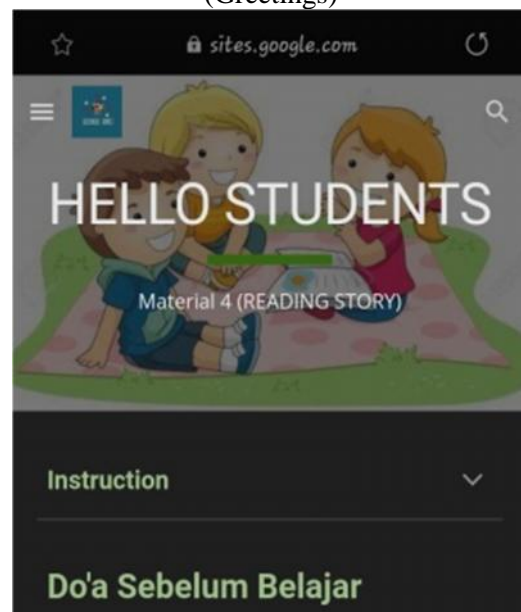 (Greetings)
sites.google.com
HELLO STUDENTS
Material 4 (READING STORY)
Instruction
Do'a Sebelum Belajar